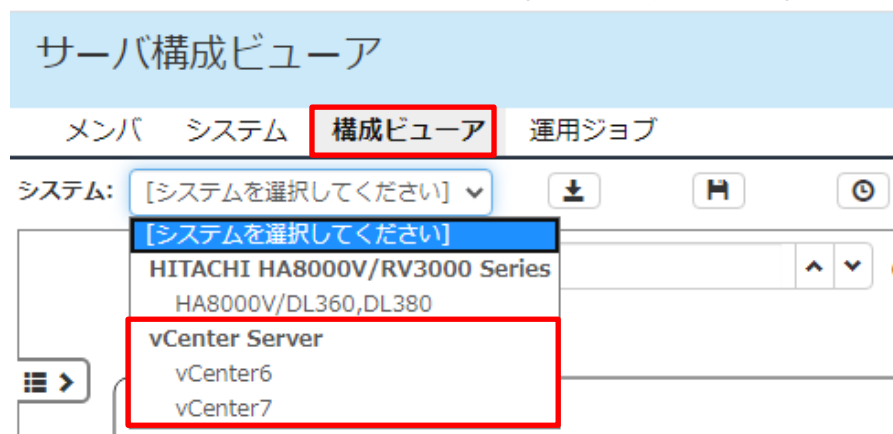 サーバ構成ビューア
メンバ システム 構成ビューア 運用ジョブ
システム: [システムを選択してください]
[システムを選択してください]
HITACHI HA8000V/RV3000 Series
HA8000V/DL360,DL380
vCenter Server
vCenter6
vCenter7